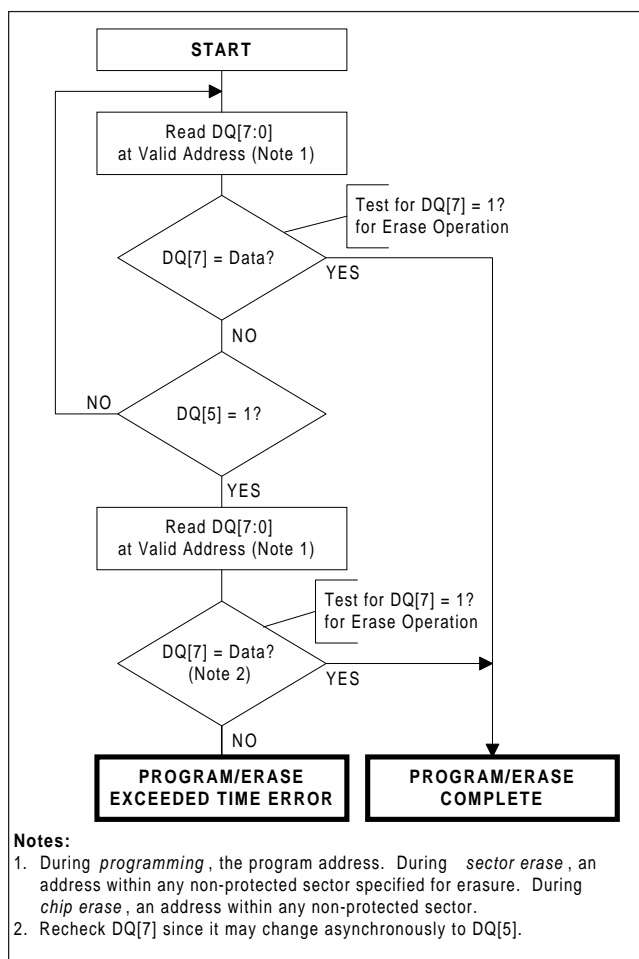 START
Read DQ[7:0]
at Valid Address (Note 1)
Test for DQ[7] = 1?
for Erase Operation
DQ[7] = Data?
YES
NO
NO
DQ[5] = 1?
YES
Read DQ[7:0]
at Valid Address (Note 1)
Test for DQ[7] = 1?
for Erase Operation
DQ[7] = Data?
(Note 2)
YES
NO
PROGRAM/ERASE
EXCEEDED TIME ERROR
PROGRAM/ERASE
COMPLETE
Notes:
1. During programming, the program address. During sector erase, an
address within any non-protected sector specified for erasure. During
chip erase, an address within any non-protected sector.
2. Recheck DQ[7] since it may change asynchronously to DQ[5].